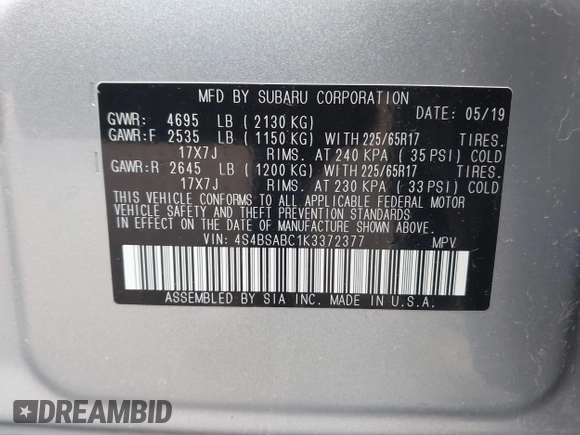 MFD BY SUBARU CORPORATION
GVWR: 4695 LB (2130 KG) DATE: 05/19
GAWR:F 2535 LB (1150 KG) WITH 225/65R17 TIRES.
17X7J RIMS. AT 240 KPA (35 PSI) COLD
GAWR:R 2645 LB (1200 KG) WITH 225/65R17 TIRES.
17X7J RIMS. AT 230 KPA (33 PSI) COLD
THIS VEHICLE CONFORMS TO ALL APPLICABLE FEDERAL MOTOR
VEHICLE SAFETY AND THEFT PREVENTION STANDARDS
IN EFFECT ON THE DATE OF MANUFACTURE SHOWN ABOVE.
VIN: 4S4BSABC1K3372377 MPV
ASSEMBLED BY SIA INC. MADE IN U.S.A.
DREAMBID